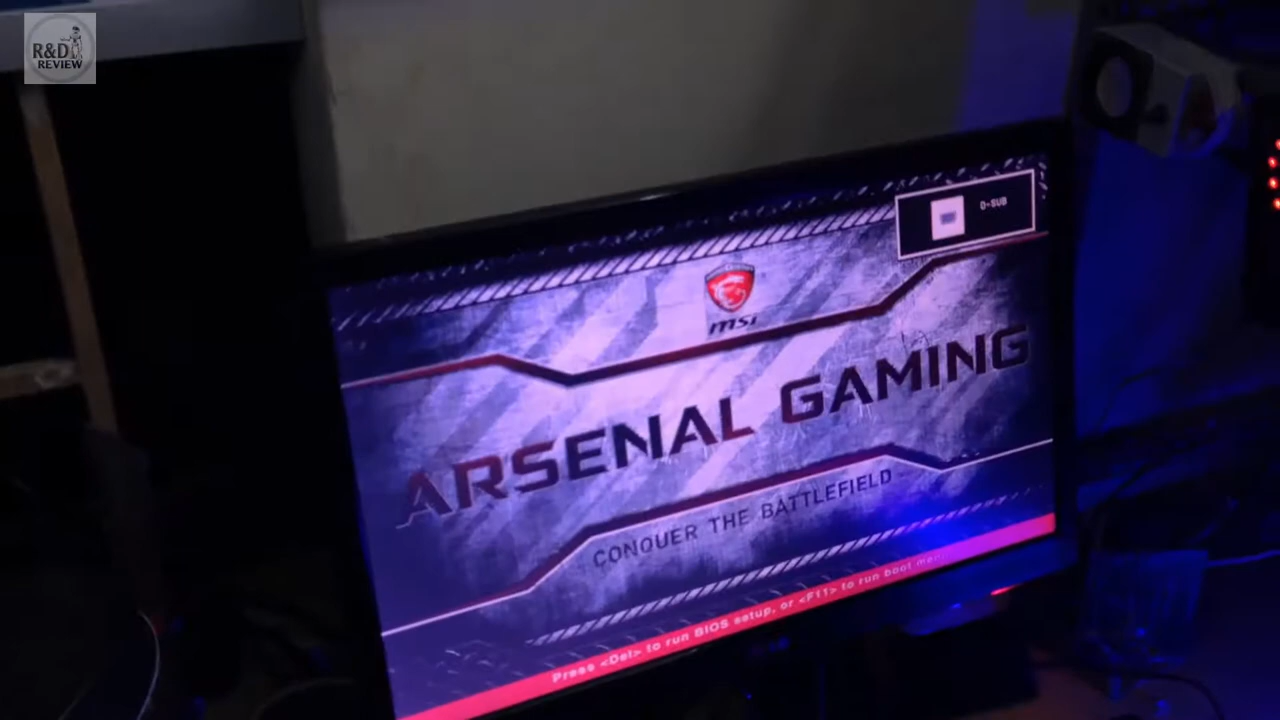 R&D
REVIEW
D-SUB
msi
ARSENAL GAMING
CONQUER THE BATTLEFIELD
Press <Del> to run BIOS setup, or <F11> to run boot menu